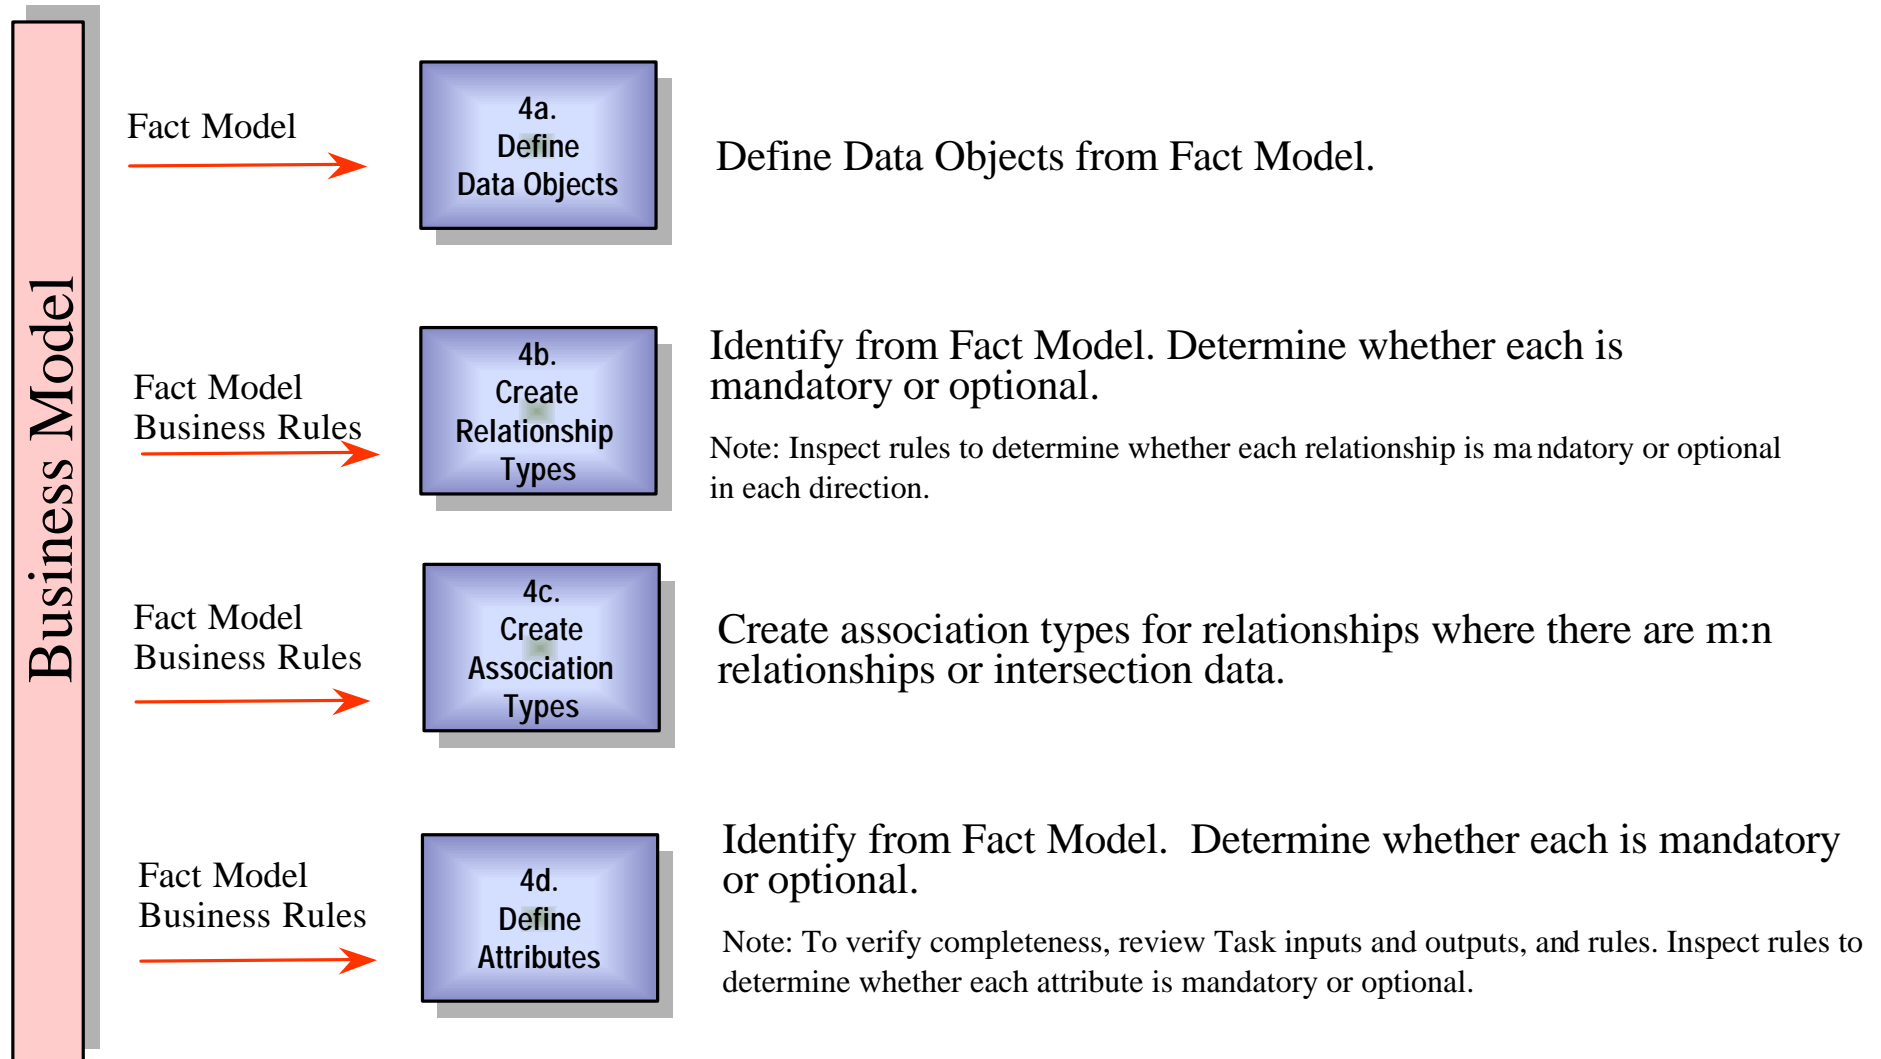 Business Model
Fact Model
4a.
Define
Data Objects
Define Data Objects from Fact Model.
Fact Model
Business Rules
4b.
Create
Relationship
Types
Identify from Fact Model. Determine whether each is
mandatory or optional.
Note: Inspect rules to determine whether each relationship is ma ndatory or optional
in each direction.
Fact Model
Business Rules
4c.
Create
Association
Types
Create association types for relationships where there are m:n
relationships or intersection data.
Fact Model
Business Rules
4d.
Define
Attributes
Identify from Fact Model.  Determine whether each is mandatory
or optional.
Note: To verify completeness, review Task inputs and outputs, and rules. Inspect rules to
determine whether each attribute is mandatory or optional.